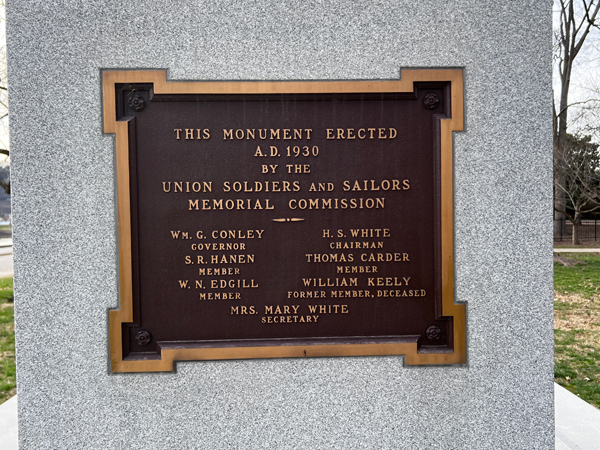 THIS MONUMENT ERECTED
A.D. 1930
BY THE
UNION SOLDIERS AND SAILORS
MEMORIAL COMMISSION
WM. G. CONLEY
GOVERNOR
S.R. HANEN
MEMBER
W. N. EDGILL
MEMBER
H. S. WHITE
CHAIRMAN
THOMAS CARDER
MEMBER
WILLIAM KEELY
FORMER MEMBER, DECEASED
MRS. MARY WHITE
SECRETARY